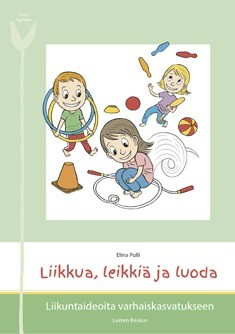 Elina Pulli
Liikkua, leikkiä ja luoda
Liikuntaideoita varhaiskasvatukseen
Lasten Keskus